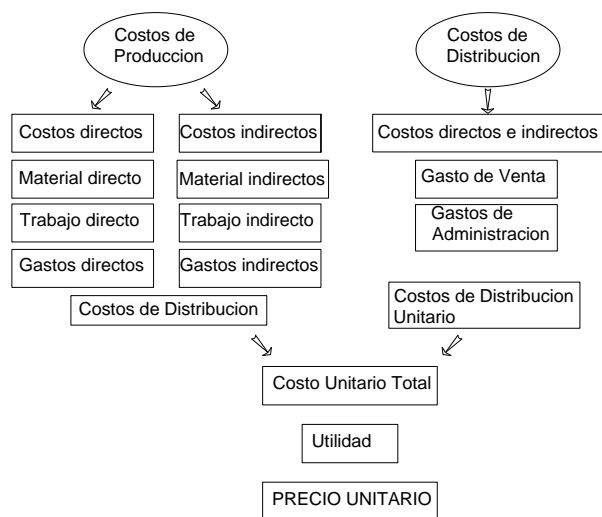 Costos de
Produccion
Costos de
Distribucion
Costos directos
Costos indirectos
Costos directos e indirectos
Material directo
Material indirectos
Gasto de Venta
Trabajo directo
Trabajo indirecto
Gastos de
Administracion
Gastos directos
Gastos indirectos
Costos de Distribucion
Costos de Distribucion
Unitario
Costo Unitario Total
Utilidad
PRECIO UNITARIO